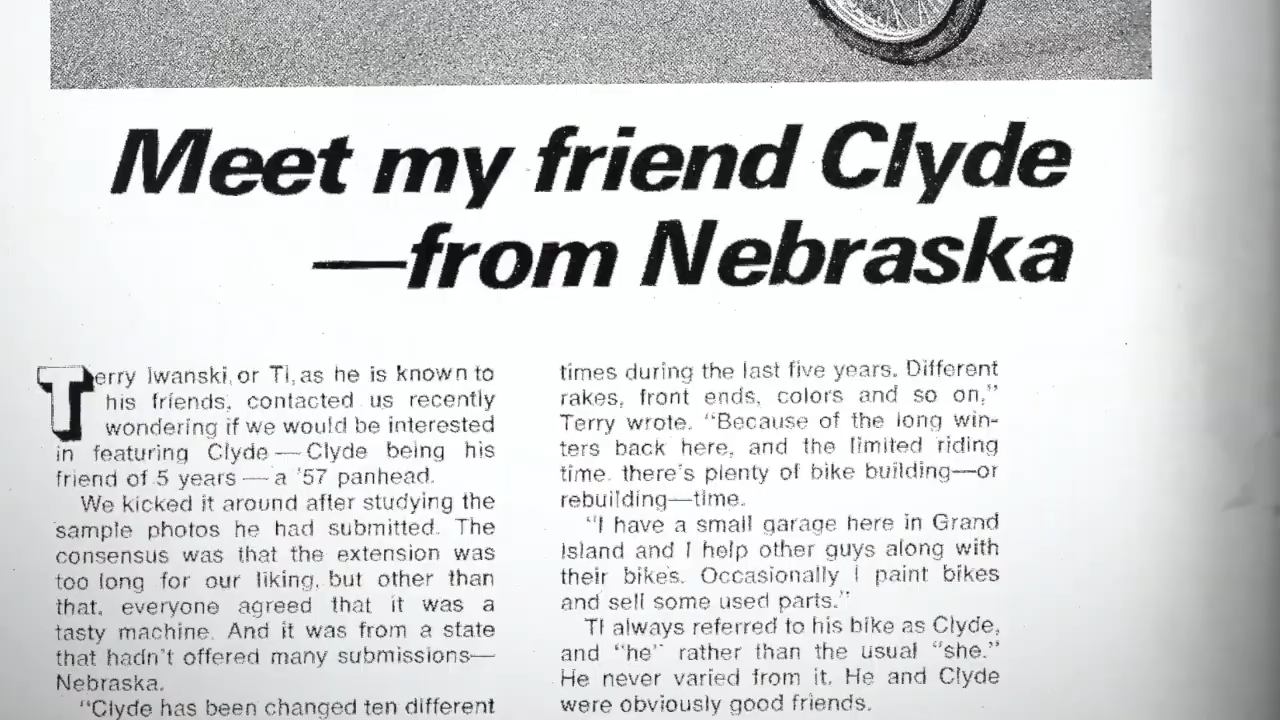 Meet my friend Clyde
—from Nebraska
Terry Iwanski, or TI, as he is known to
his friends, contacted us recently
wondering if we would be interested
in featuring Clyde — Clyde being his
friend of 5 years — a '57 panhead.
We kicked it around after studying the
sample photos he had submitted. The
consensus was that the extension was
too long for our liking, but other than
that, everyone agreed that it was a
tasty machine. And it was from a state
that hadn't offered many submissions—
Nebraska.
"Clyde has been changed ten different
times during the last five years. Different
rakes, front ends, colors and so on,"
Terry wrote. "Because of the long win-
ters back here, and the limited riding
time. there's plenty of bike building—or
rebuilding—time.
"I have a small garage here in Grand
Island and I help other guys along with
their bikes. Occasionally I paint bikes
and sell some used parts."
TI always referred to his bike as Clyde,
and "he" rather than the usual "she."
He never varied from it. He and Clyde
were obviously good friends.